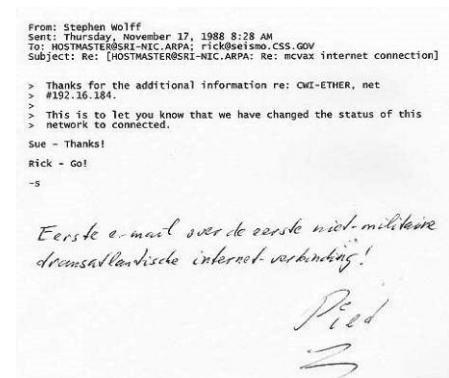 From: Stephen Wolff
Sent: Thursday, November 17, 1988 8:28 AM
To: HOSTMASTER@SRI-NIC.ARPA; rick@seismo.CSS.GOV
Subject: Re: [HOSTMASTER@SRI-NIC.ARPA: Re: mcvax internet connection]
> Thanks for the additional information re: CWI-ETHER, net
> #192.16.184.
>
> This is to let you know that we have changed the status of this
> network to connected.
Sue - Thanks!
Rick - Go!
-s
Eerste e-mail over de eerste niet-militaire
transatlantische internet-verbinding!
Piet